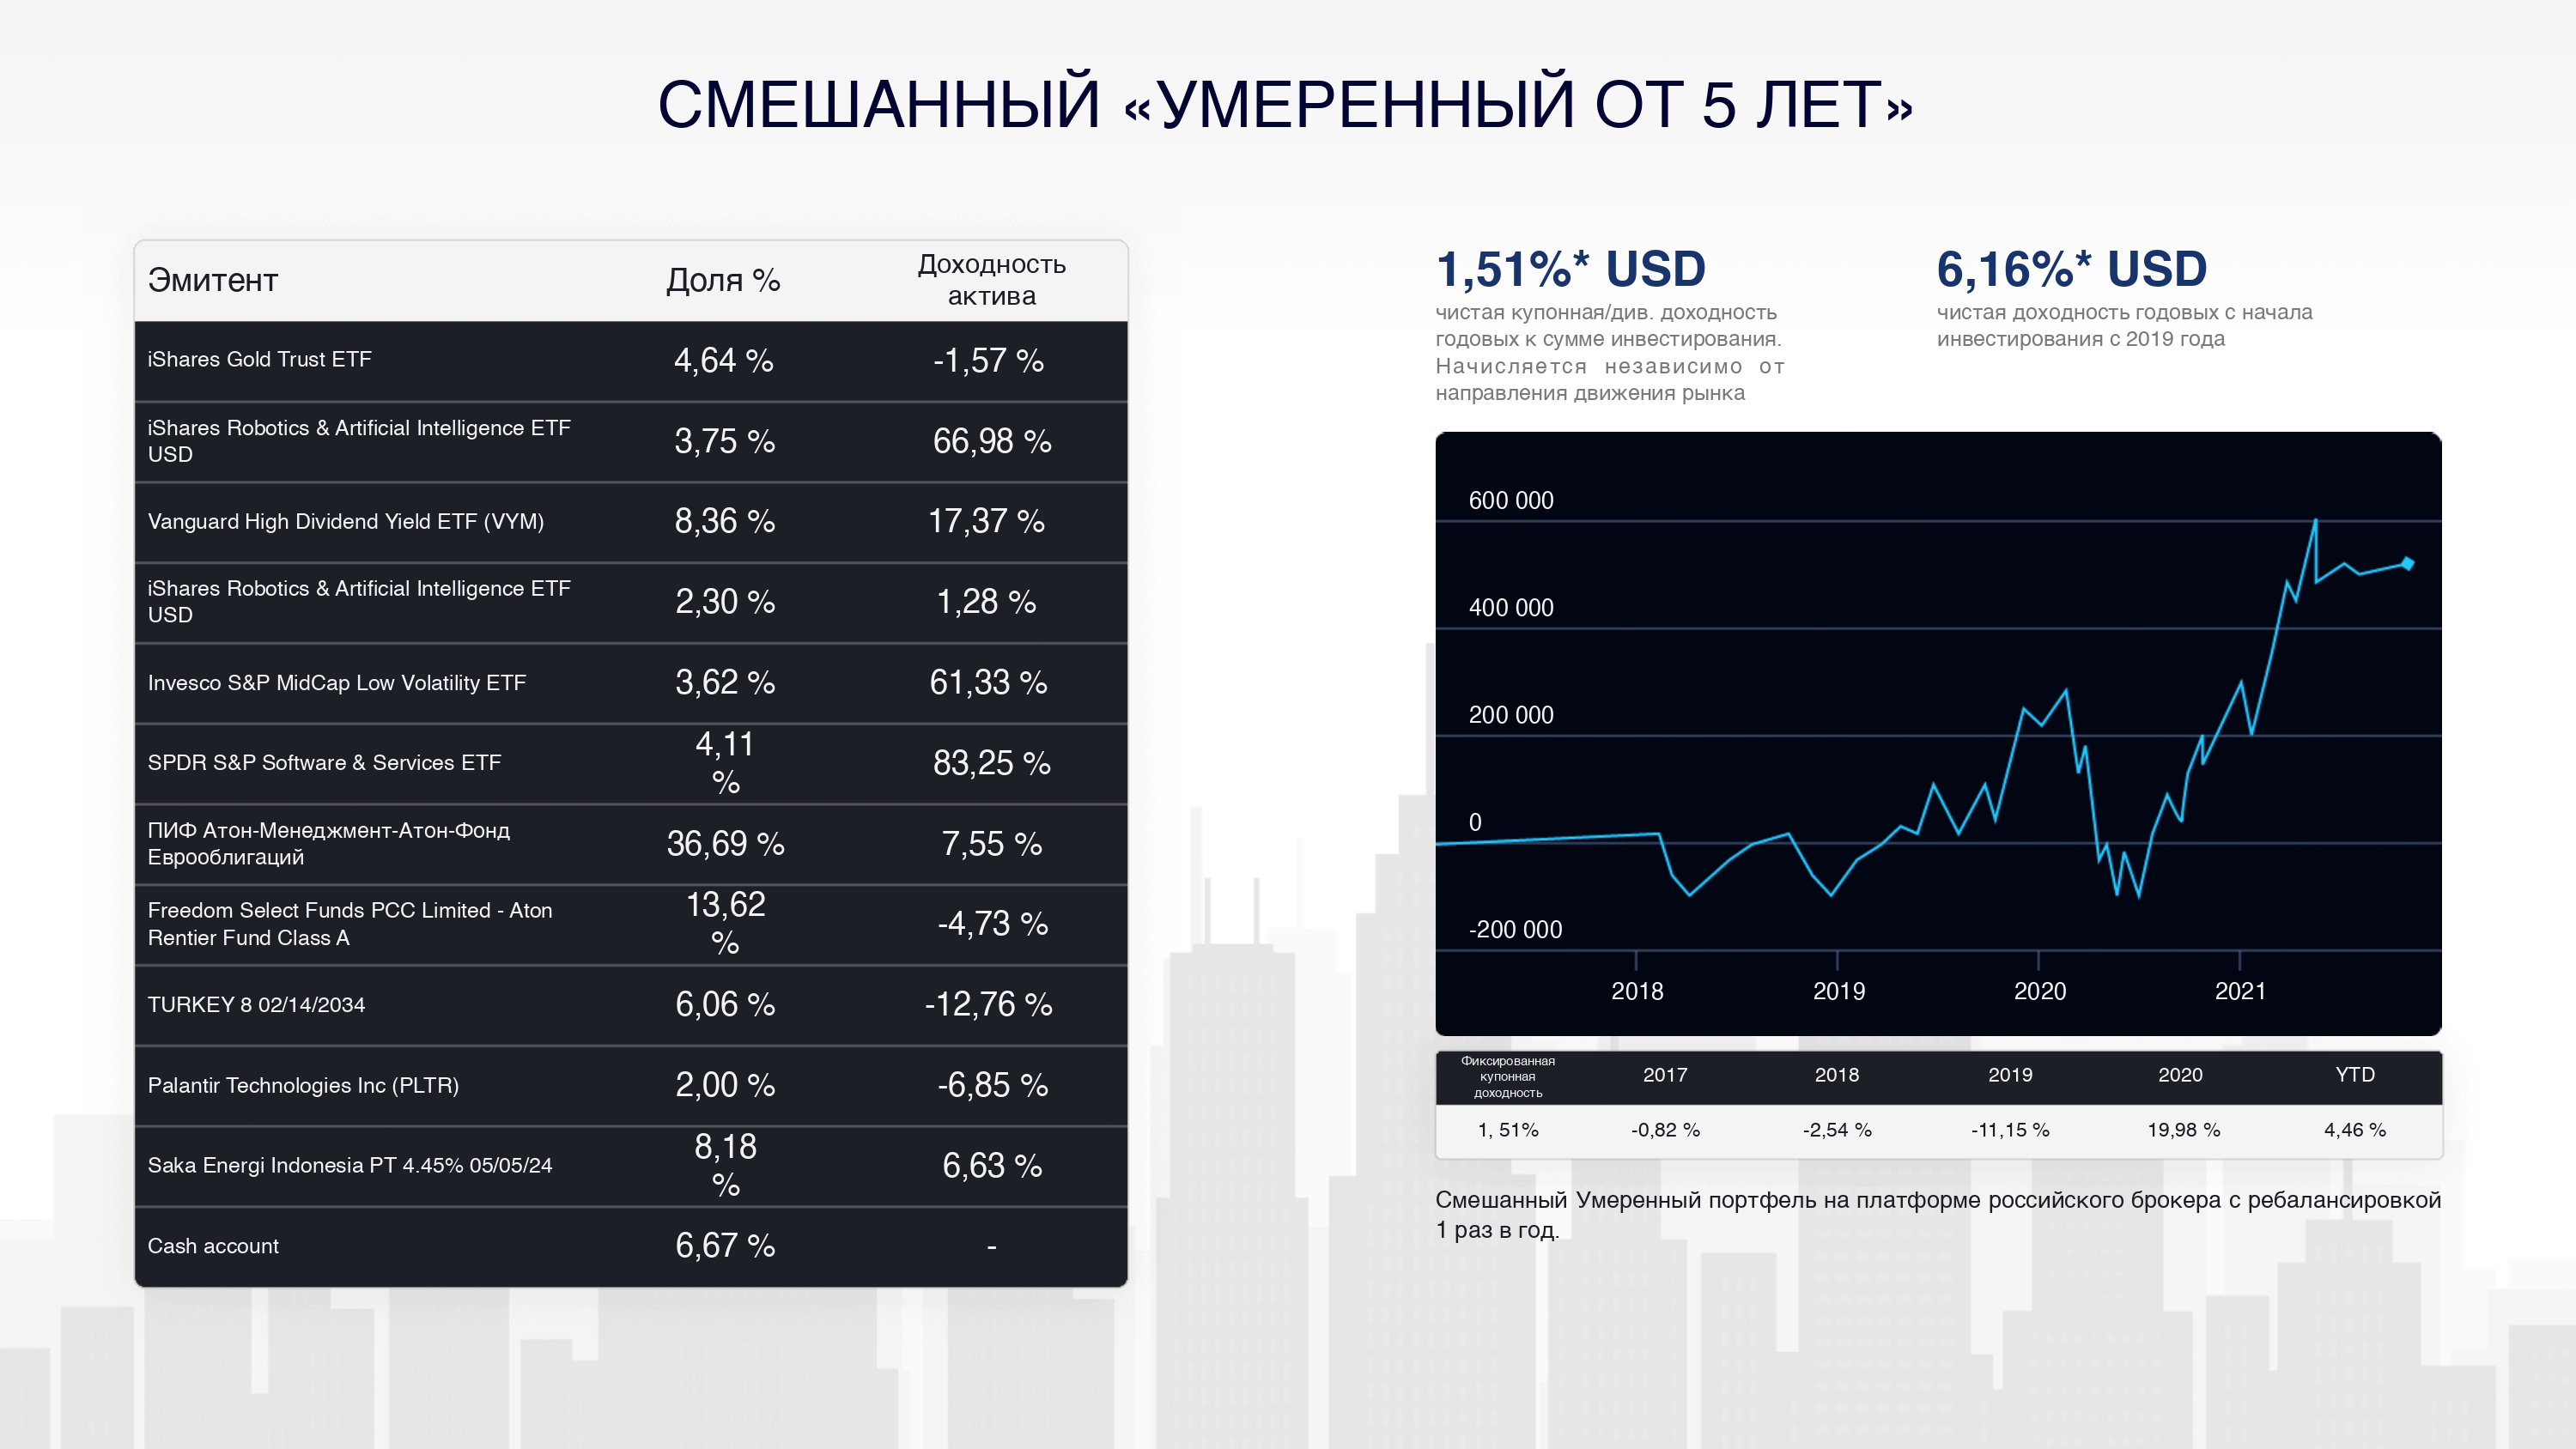 СМЕШАННЫЙ «УМЕРЕННЫЙ ОТ 5 ЛЕТ»
Эмитент Доля % Доходность
актива
iShares Gold Trust ETF 4,64 % -1,57 %
iShares Robotics & Artificial Intelligence ETF
USD 3,75 % 66,98 %
Vanguard High Dividend Yield ETF (VYM) 8,36 % 17,37 %
iShares Robotics & Artificial Intelligence ETF
USD 2,30 % 1,28 %
Invesco S&P MidCap Low Volatility ETF 3,62 % 61,33 %
SPDR S&P Software & Services ETF 4,11
% 83,25 %
ПИФ Атон-Менеджмент-Атон-Фонд
Еврооблигаций 36,69 % 7,55 %
Freedom Select Funds PCC Limited - Aton
Rentier Fund Class A 13,62
% -4,73 %
TURKEY 8 02/14/2034 6,06 % -12,76 %
Palantir Technologies Inc (PLTR) 2,00 % -6,85 %
Saka Energi Indonesia PT 4.45% 05/05/24 8,18
% 6,63 %
Cash account 6,67 % -
1,51%* USD
чистая купонная/див. доходность
годовых к сумме инвестирования.
Начисляется независимо от
направления движения рынка
6,16%* USD
чистая доходность годовых с начала
инвестирования с 2019 года
600 000
400 000
200 000
0
-200 000
2018 2019 2020 2021
Фиксированная
купонная
доходность 2017 2018 2019 2020 YTD
1, 51% -0,82 % -2,54 % -11,15 % 19,98 % 4,46 %
Смешанный Умеренный портфель на платформе российского брокера с ребалансировкой
1 раз в год.